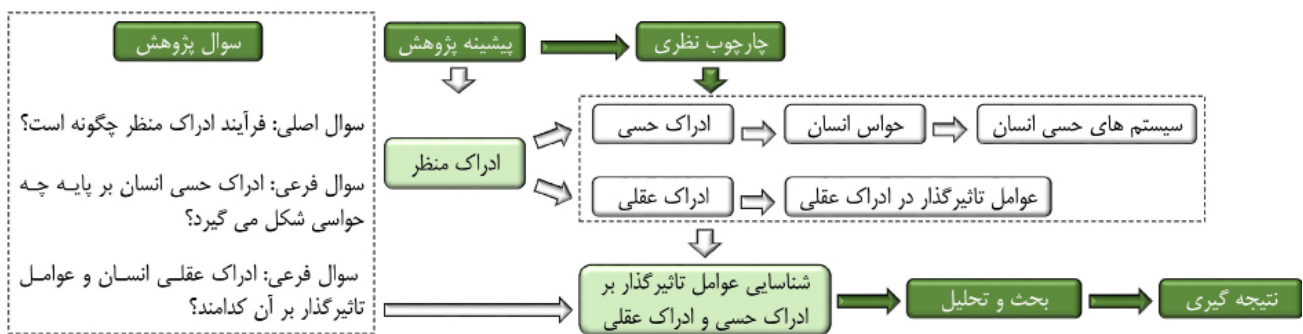 سوال پژوهش
سوال اصلی: فرآیند ادراک منظر چگونه است؟
سوال فرعی: ادراک حسی انسان بر پایه چه
حواسی شکل می گیرد؟
سوال فرعی: ادراک عقلی انسان و عوامل
تاثیرگذار بر آن کدامند؟
پیشینه پژوهش
چارچوب نظری
ادراک منظر
ادراک حسی
حواس انسان
سیستم های حسی انسان
ادراک عقلی
عوامل تاثیرگذار در ادراک عقلی
شناسایی عوامل تاثیرگذار بر
ادراک حسی و ادراک عقلی
بحث و تحلیل
نتیجه گیری